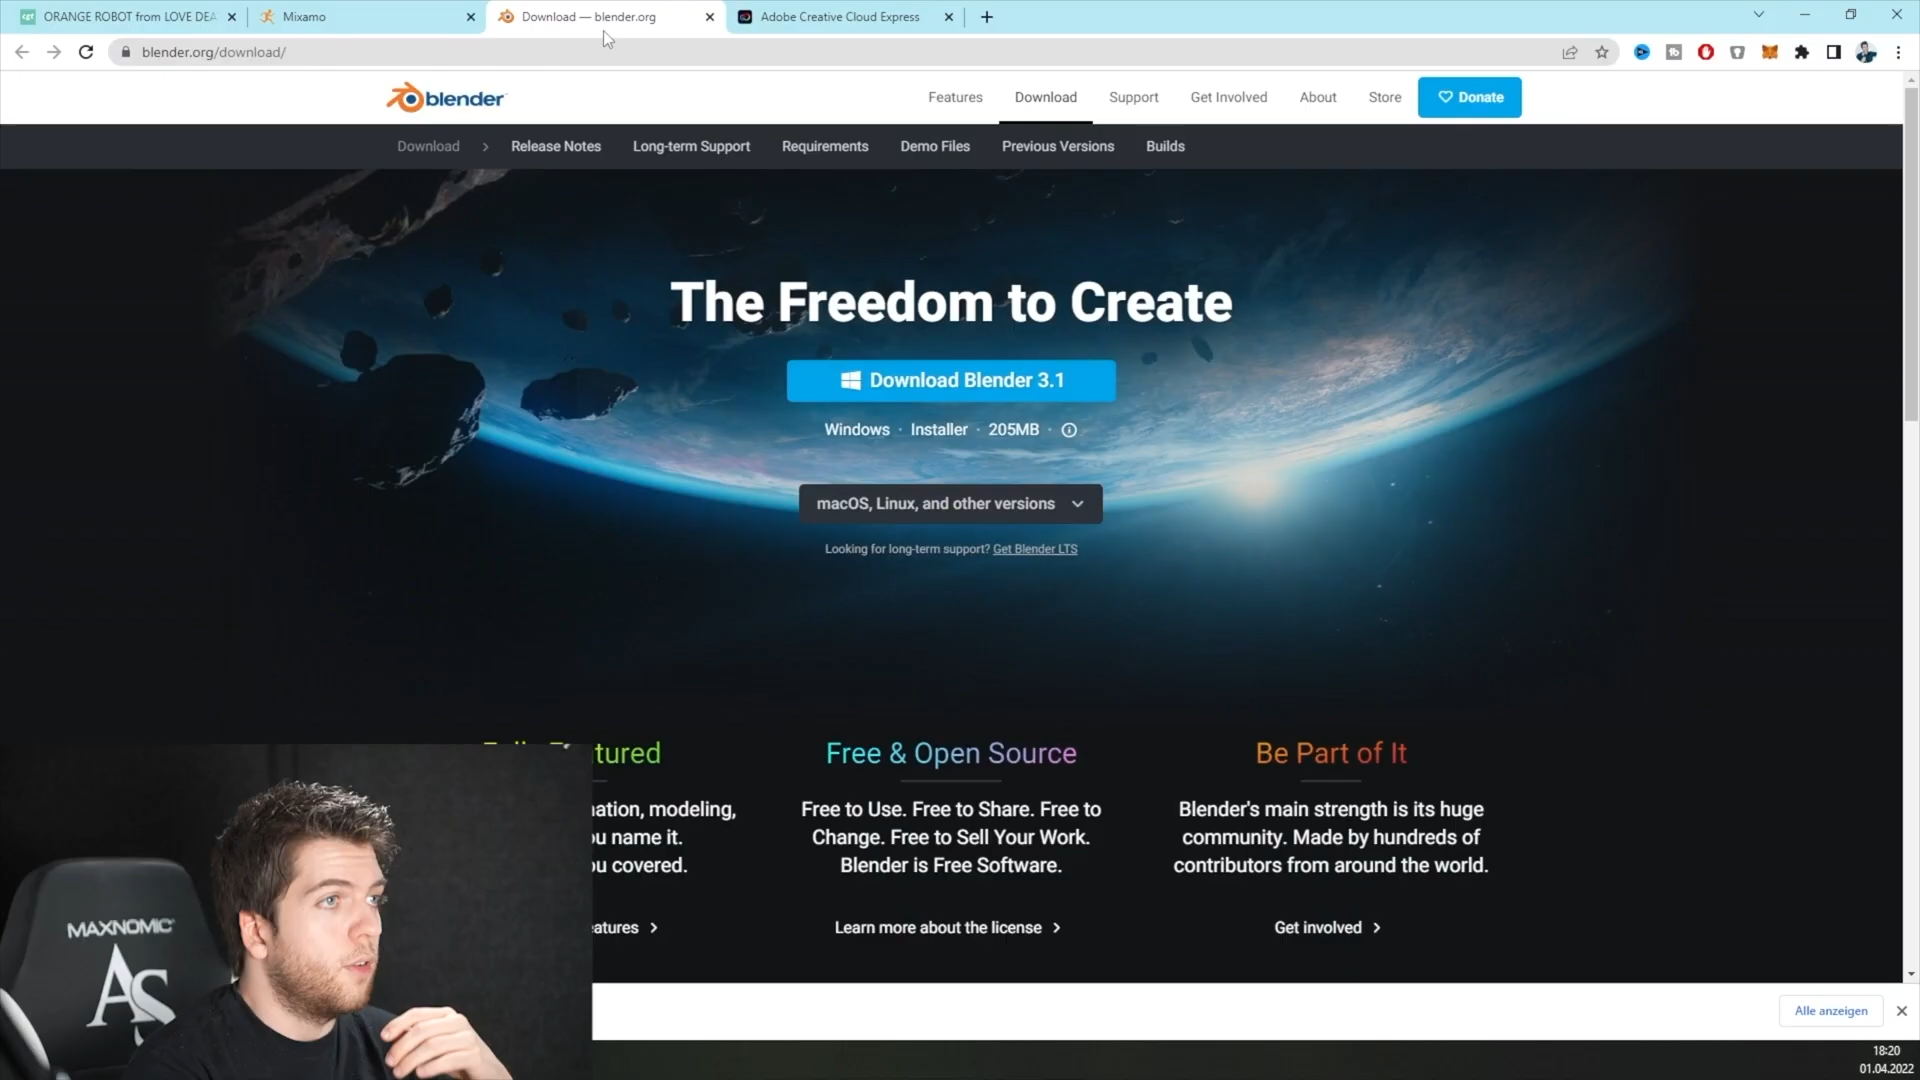 ORANGE ROBOT from LOVE DEA
Mixamo
Download — blender.org
Adobe Creative Cloud Express
blender.org/download/
blender
Features
Download
Support
Get Involved
About
Store
Donate
Download
Release Notes
Long-term Support
Requirements
Demo Files
Previous Versions
Builds
The Freedom to Create
Download Blender 3.1
Windows · Installer · 205MB ·
macOS, Linux, and other versions
Looking for long-term support? Get Blender LTS
tured
ation, modeling,
u name it.
u covered.
eatures
Free & Open Source
Free to Use. Free to Share. Free to
Change. Free to Sell Your Work.
Blender is Free Software.
Learn more about the license
Be Part of It
Blender's main strength is its huge
community. Made by hundreds of
contributors from around the world.
Get involved
MAXNOMIC
AS
Alle anzeigen
18:20
01.04.2022